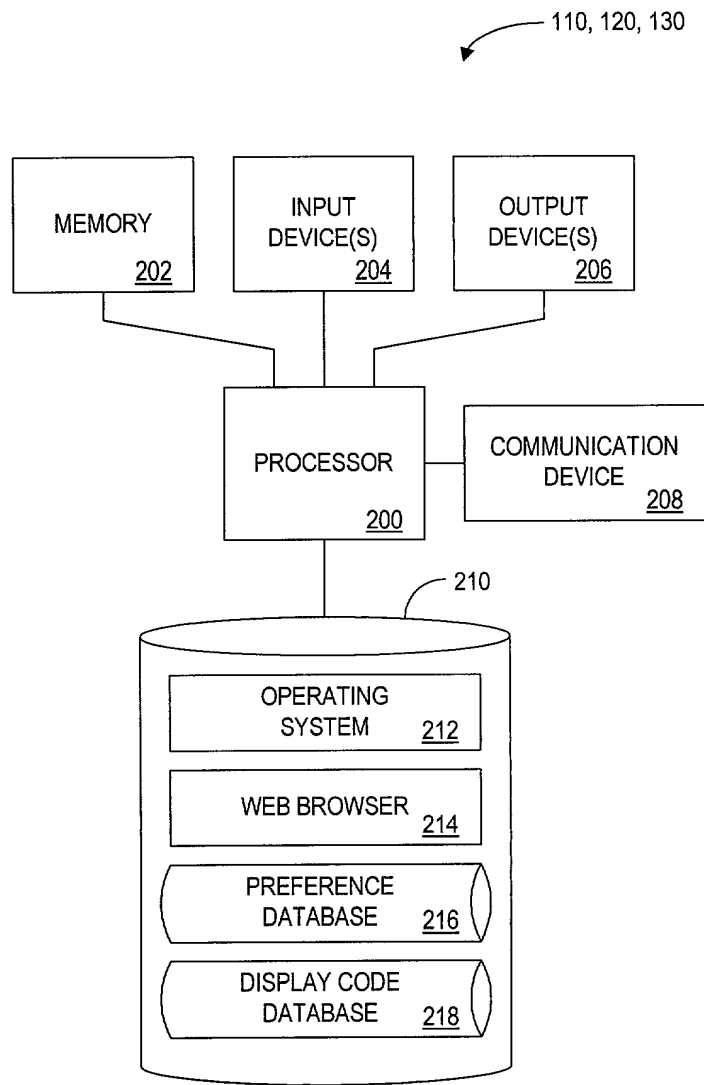 110, 120, 130
MEMORY
202
INPUT
DEVICE(S)
204
OUTPUT
DEVICE(S)
206
PROCESSOR
200
COMMUNICATION
DEVICE
208
210
OPERATING
SYSTEM
212
WEB BROWSER
214
PREFERENCE
DATABASE
216
DISPLAY CODE
DATABASE
218